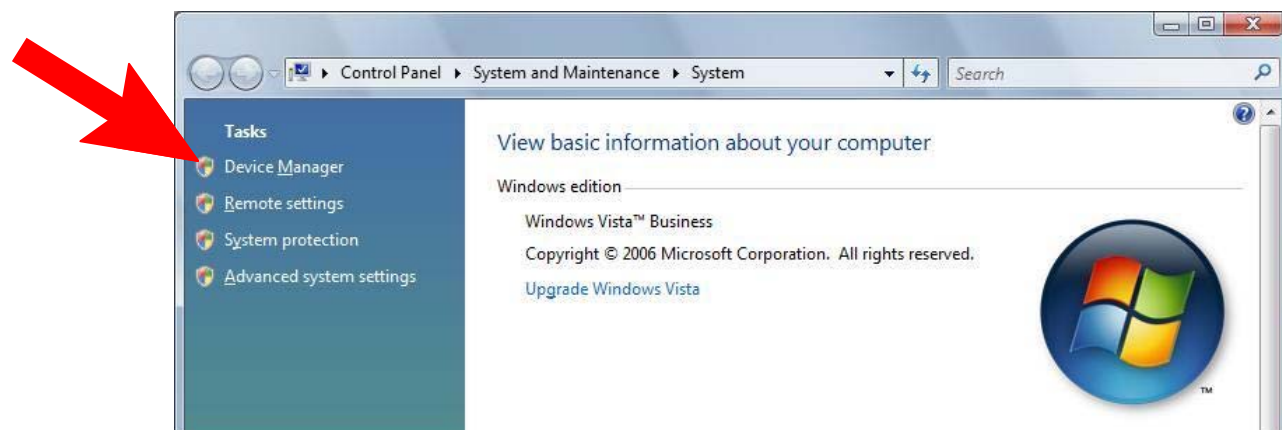 Control Panel ▸ System and Maintenance ▸ System
Search
Tasks
Device Manager
Remote settings
System protection
Advanced system settings
View basic information about your computer
Windows edition
Windows Vista™ Business
Copyright © 2006 Microsoft Corporation. All rights reserved.
Upgrade Windows Vista
TM